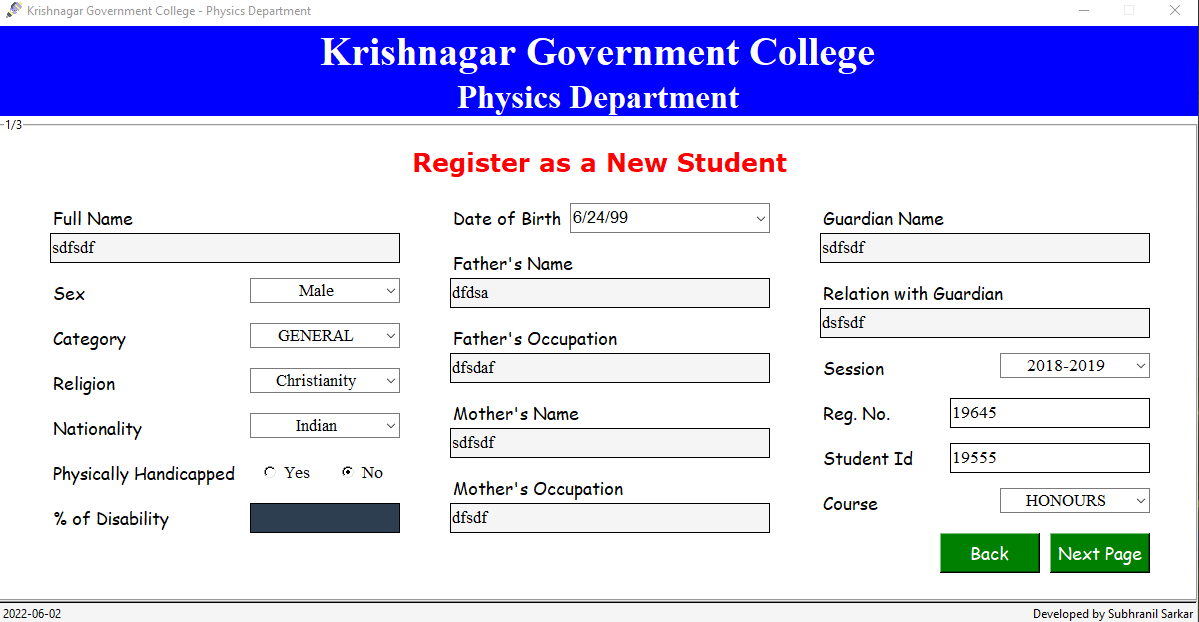 Krishnagar Government College - Physics Department
Krishnagar Government College
Physics Department
1/3
Register as a New Student
Full Name
sdfsdf
Sex Male
Category GENERAL
Religion Christianity
Nationality Indian
Physically Handicapped Yes No
% of Disability
Date of Birth 6/24/99
Father's Name
dfdsa
Father's Occupation
dfsdaf
Mother's Name
sdfsdf
Mother's Occupation
dfsdf
Guardian Name
sdfsdf
Relation with Guardian
dsfsdf
Session 2018-2019
Reg. No. 19645
Student Id 19555
Course HONOURS
Back Next Page
2022-06-02 Developed by Subhranil Sarkar